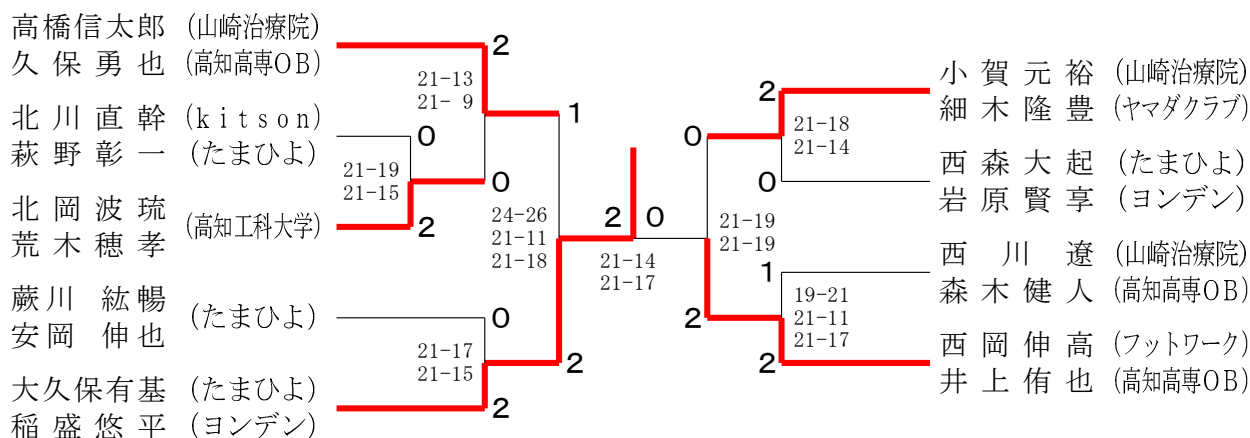 高橋信太郎 (山崎治療院)
久保勇也 (高知高専OB)
2
21-13
21- 9
北川直幹 (kitson)
萩野彰一 (たまひよ)
0
21-19
21-15
0
北岡波琉
荒木穂孝
(高知工科大学)
2
1
24-26
21-11
21-18
蕨川 紘暢
安岡 伸也
(たまひよ)
0
21-17
21-15
2
大久保有基 (たまひよ)
稲盛悠平 (ヨンデン)
2
2
0
21-14
21-17
小賀元裕 (山崎治療院)
細木隆豊 (ヤマダクラブ)
2
21-18
21-14
0
西森大起 (たまひよ)
岩原賢享 (ヨンデン)
0
21-19
21-19
西川 遼 (山崎治療院)
森木健人 (高知高専OB)
1
19-21
21-11
21-17
2
西岡伸高 (フットワーク)
井上侑也 (高知高専OB)
2